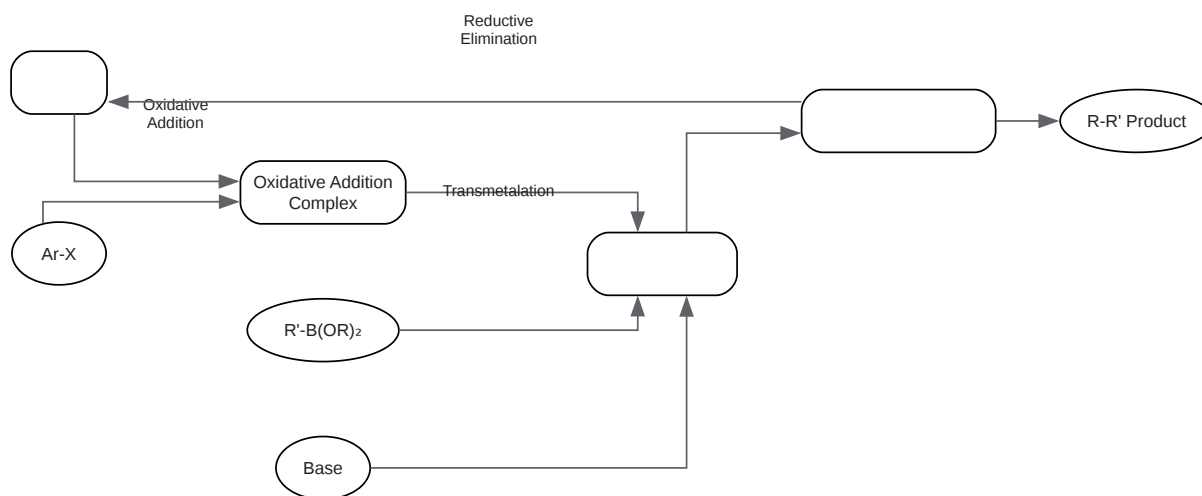 Reductive
Elimination
Oxidative
Addition
R-R' Product
Oxidative Addition
Complex
Transmetalation
Ar-X
R'-B(OR)₂
Base